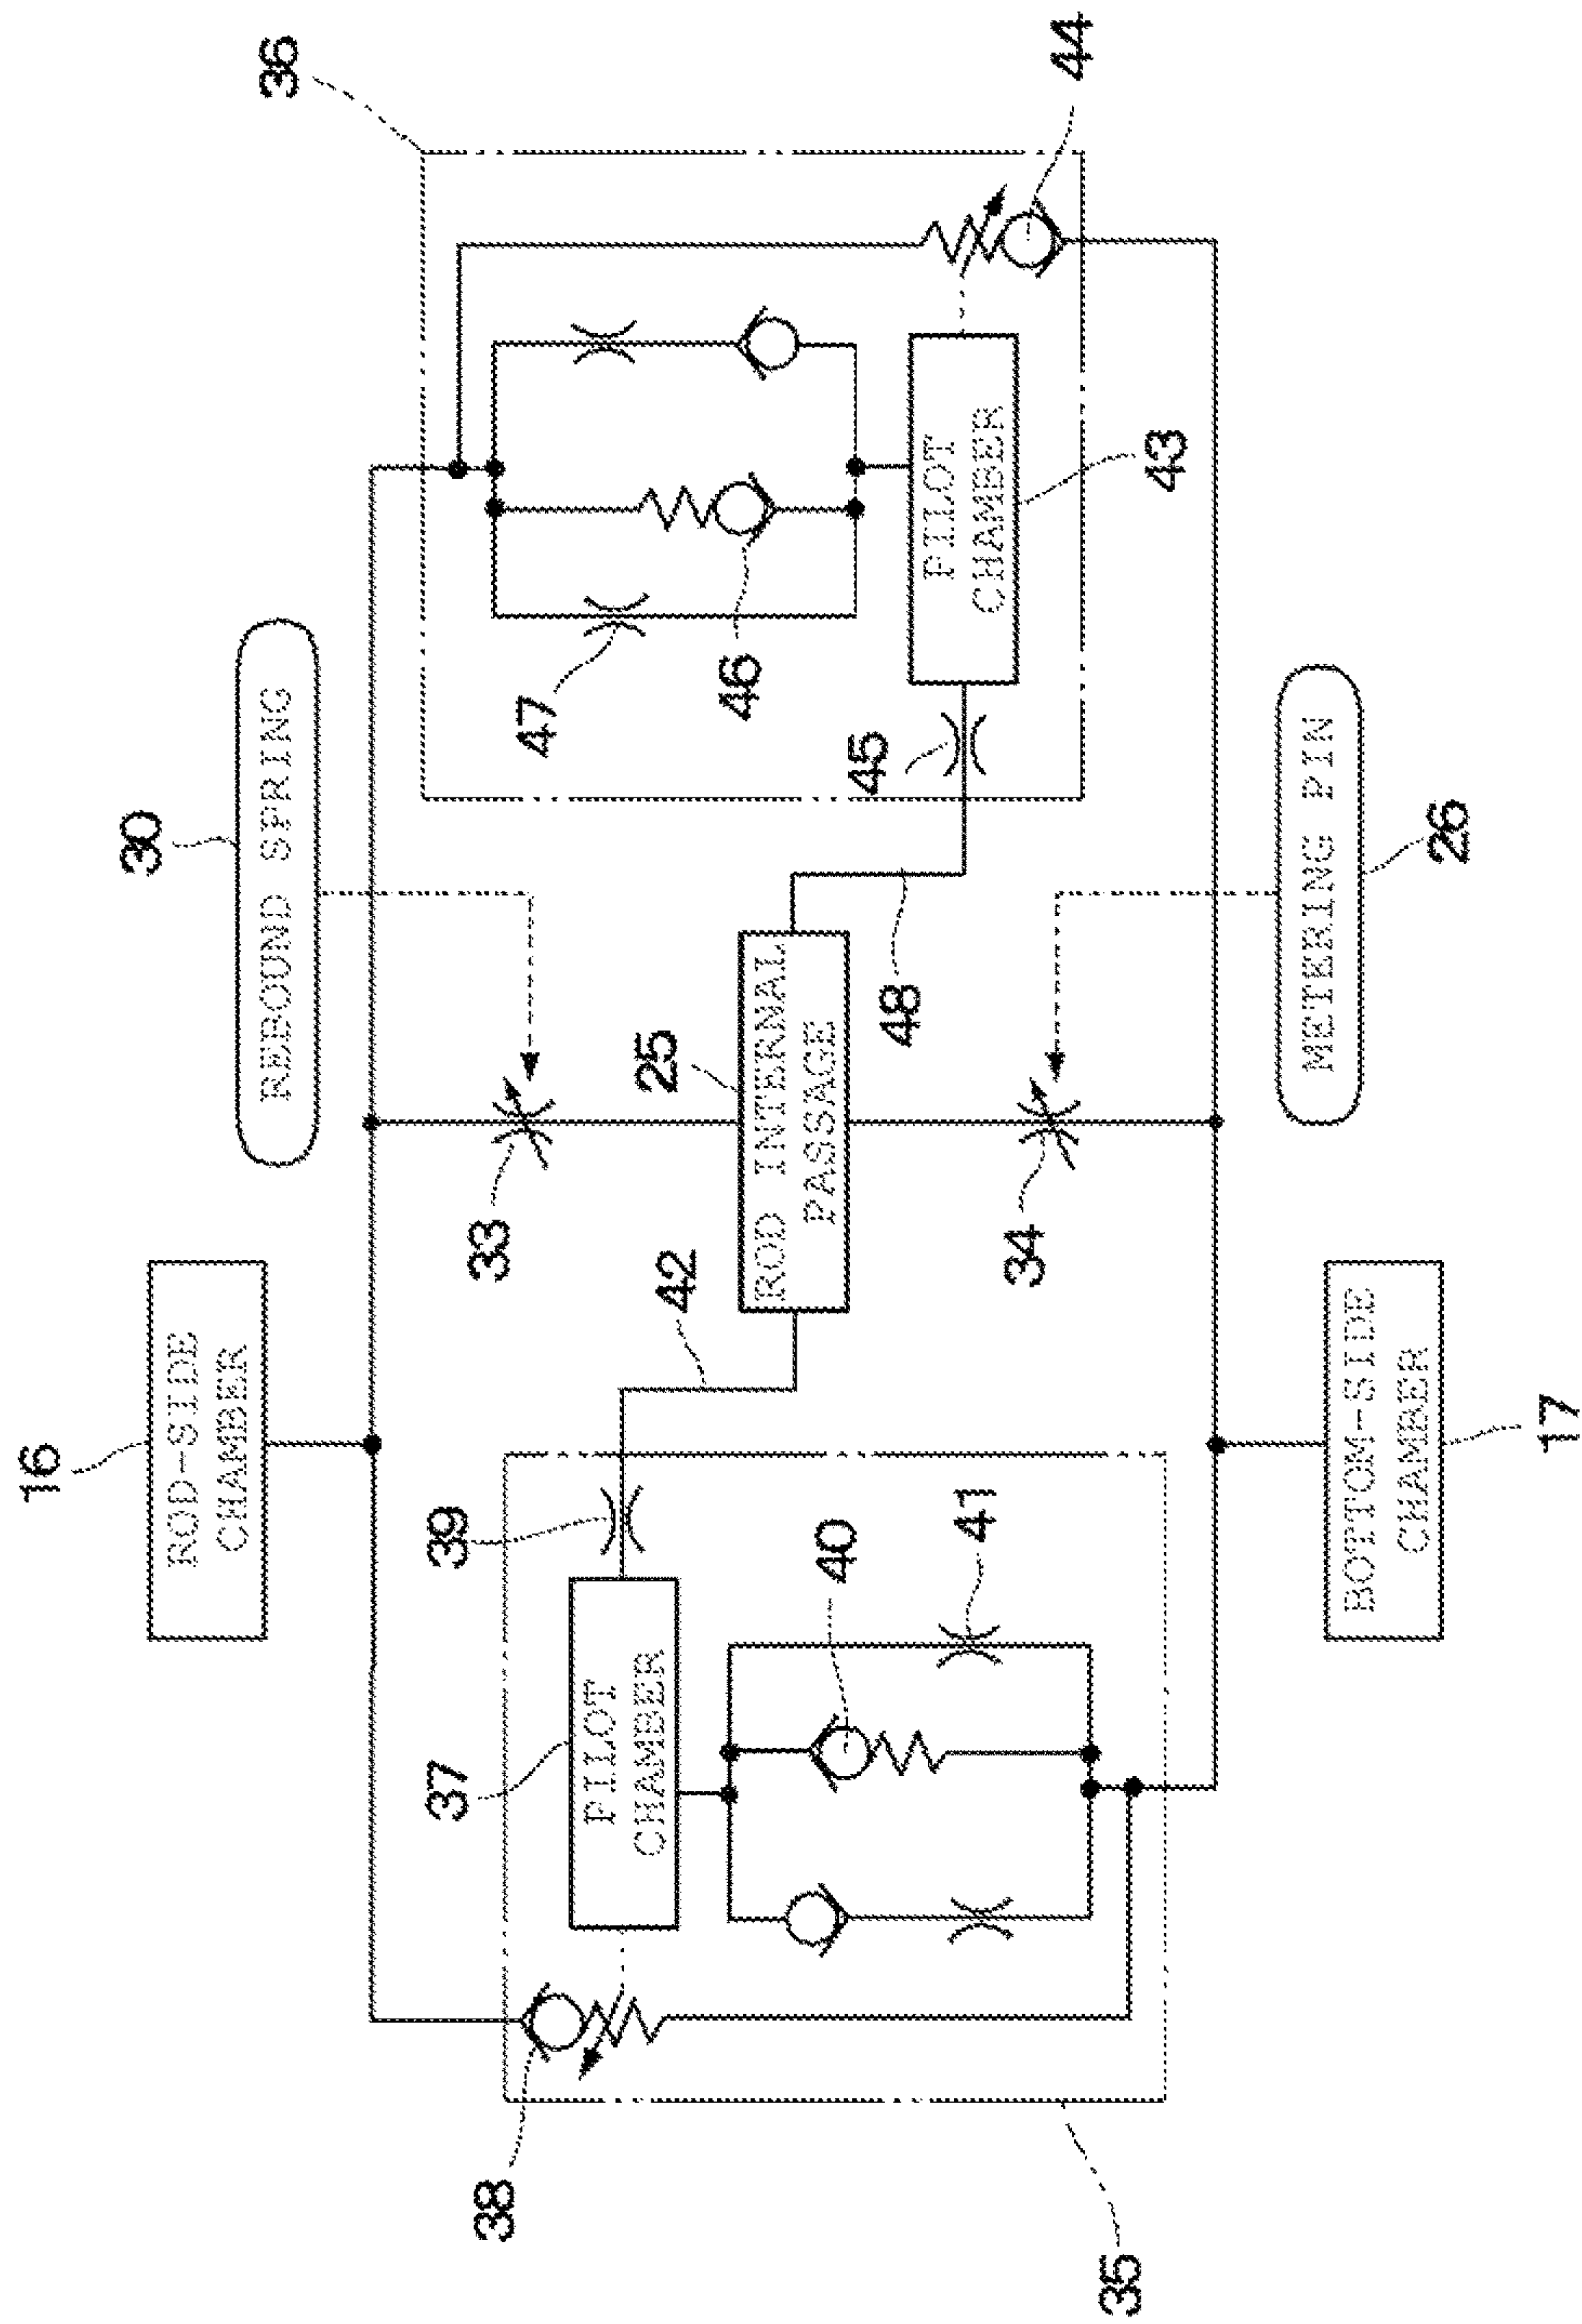 16
ROD-SIDE
CHAMBER
30
REBOUND SPRING
36
38
37
PILOT
CHAMBER
39
42
33
25
ROD INTERNAL
PASSAGE
47
46
45
48
PILOT
CHAMBER
43
44
40
41
34
35
BOTTOM-SIDE
CHAMBER
17
METERING PIN
26